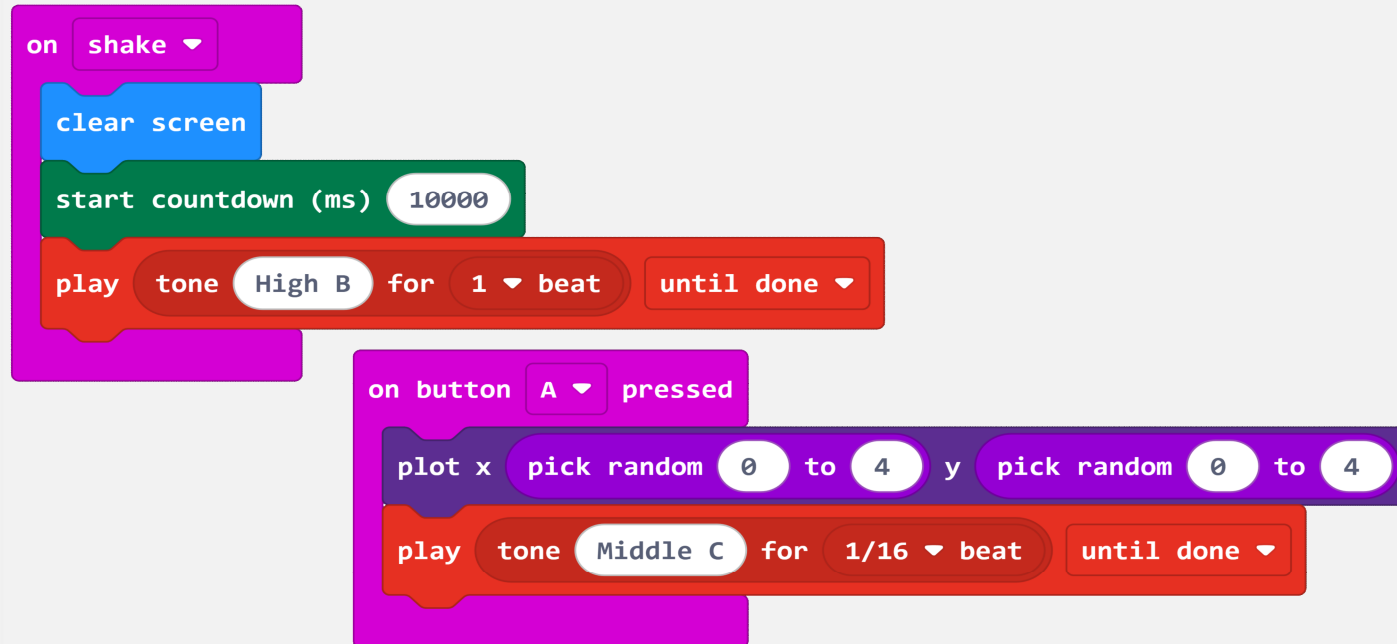 on shake
clear screen
start countdown (ms) 10000
play tone High B for 1 beat until done
on button A pressed
plot x pick random 0 to 4 y pick random 0 to 4
play tone Middle C for 1/16 beat until done